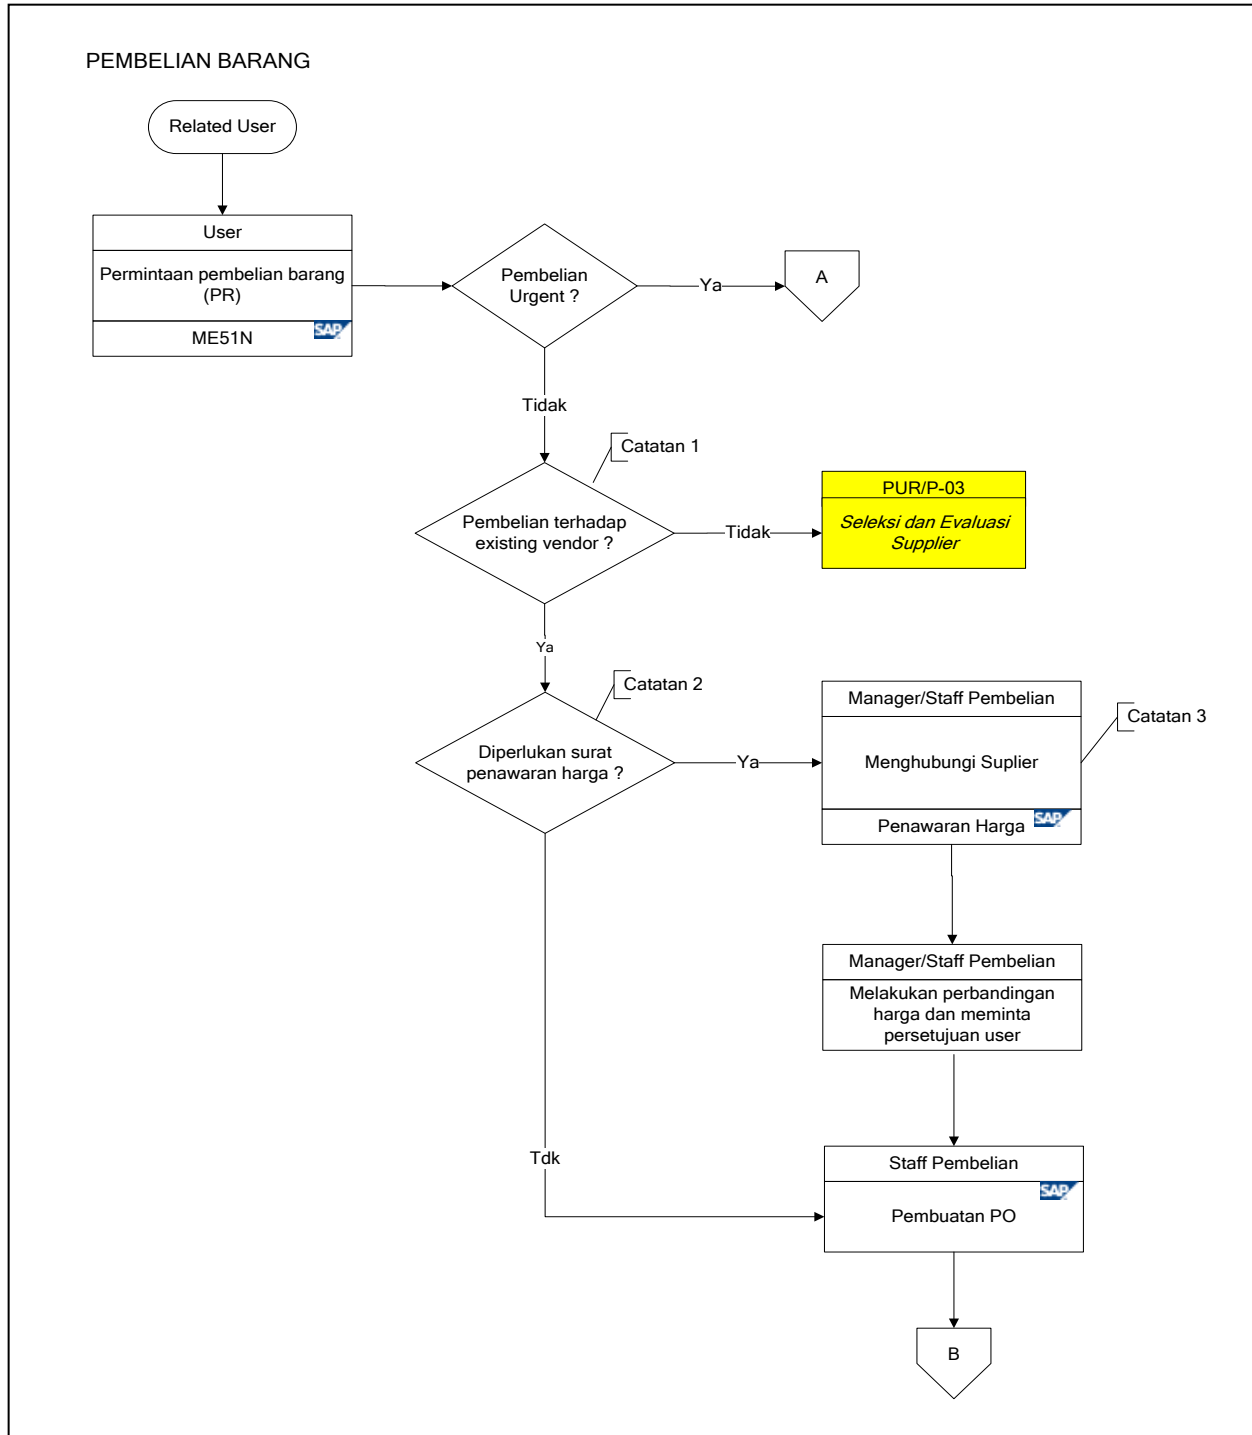 PEMBELIAN BARANG
Related User
User
Permintaan pembelian barang
(PR)
ME51N
SAP
Pembelian
Urgent ?
Ya
A
Tidak
Catatan 1
Pembelian terhadap
existing vendor ?
Tidak
PUR/P-03
Seleksi dan Evaluasi
Supplier
Ya
Catatan 2
Diperlukan surat
penawaran harga ?
Ya
Manager/Staff Pembelian
Menghubungi Suplier
Penawaran Harga
SAP
Catatan 3
Manager/Staff Pembelian
Melakukan perbandingan
harga dan meminta
persetujuan user
Tdk
Staff Pembelian
SAP
Pembuatan PO
B